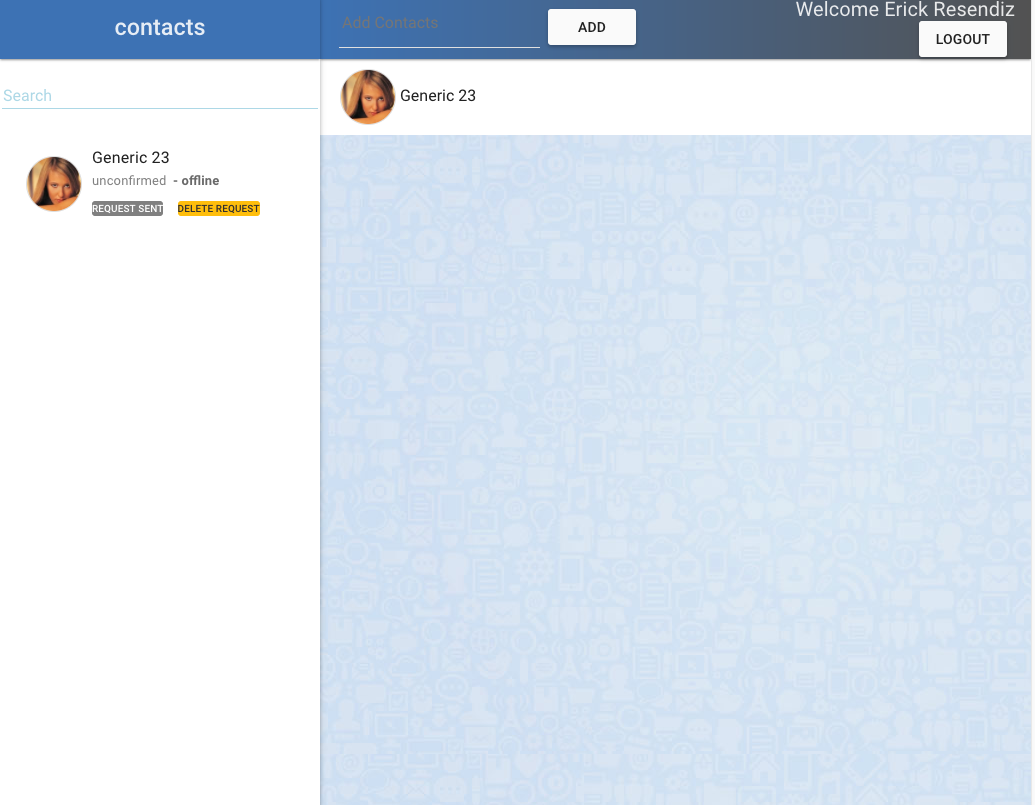 contacts
Add Contacts
ADD
Welcome Erick Resendiz
LOGOUT
Search
Generic 23
unconfirmed - offline
REQUEST SENT DELETE REQUEST
Generic 23